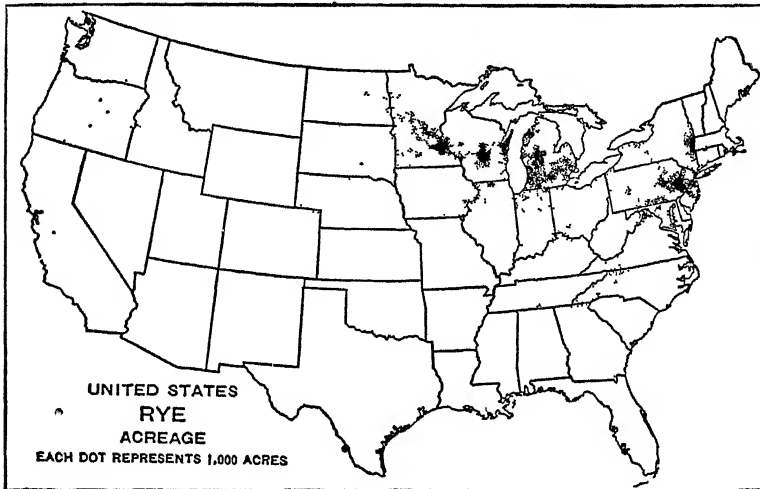 UNITED STATES
RYE
ACREAGE
EACH DOT REPRESENTS 1,000 ACRES